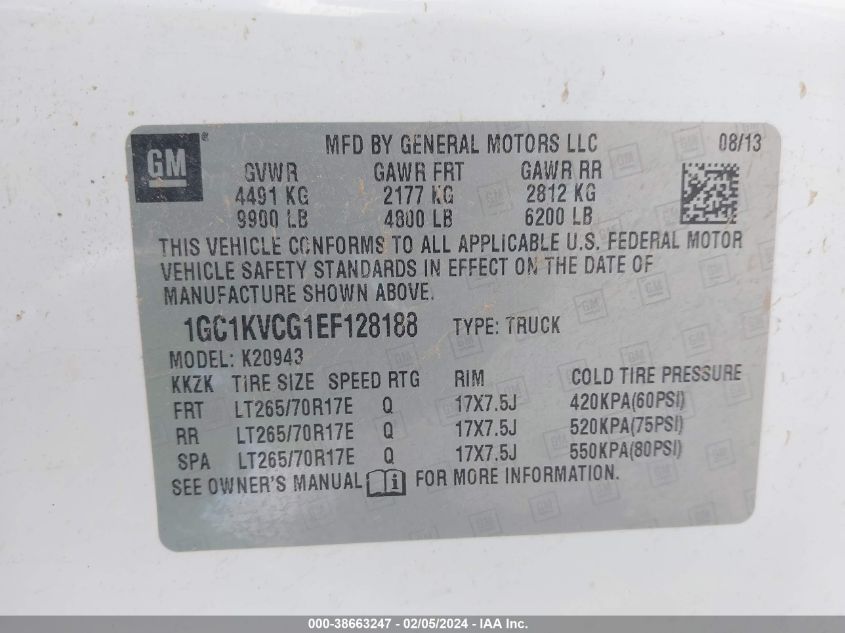 GM ®
MFD BY GENERAL MOTORS LLC 08/13
GVWR GAWR FRT GAWR RR
4491 KG 2177 KG 2812 KG
9900 LB 4800 LB 6200 LB
THIS VEHICLE CONFORMS TO ALL APPLICABLE U.S. FEDERAL MOTOR
VEHICLE SAFETY STANDARDS IN EFFECT ON THE DATE OF
MANUFACTURE SHOWN ABOVE.
1GC1KVCG1EF128188 TYPE: TRUCK
MODEL: K20943
KKZK TIRE SIZE SPEED RTG RIM COLD TIRE PRESSURE
FRT LT265/70R17E Q 17X7.5J 420KPA(60PSI)
RR LT265/70R17E Q 17X7.5J 520KPA(75PSI)
SPA LT265/70R17E Q 17X7.5J 550KPA(80PSI)
SEE OWNER'S MANUAL i FOR MORE INFORMATION.
000-38663247 - 02/05/2024 - IAA Inc.